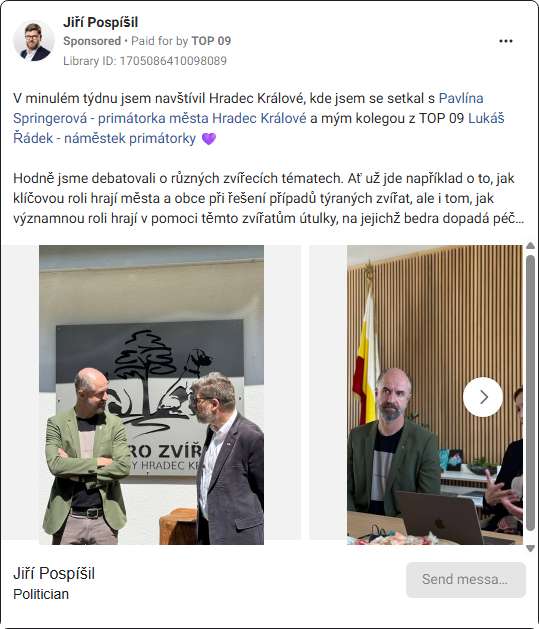 Jiří Pospíšil
Sponsored • Paid for by TOP 09
Library ID: 1705086410098089
V minulém týdnu jsem navštívil Hradec Králové, kde jsem se setkal s Pavlína
Springerová - primátorka města Hradec Králové a mým kolegou z TOP 09 Lukáš
Řádek - náměstek primátorky 💜
Hodně jsme debatovali o různých zvířecích tématech. Ať už jde například o to, jak
klíčovou roli hrají města a obce při řešení případů týraných zvířat, ale i tom, jak
významnou roli hrají v pomoci těmto zvířatům útulky, na jejichž bedra dopadá péč...
RO ZVÍŘ
Y HRADEC KR
Jiří Pospíšil
Politician
Send messa...